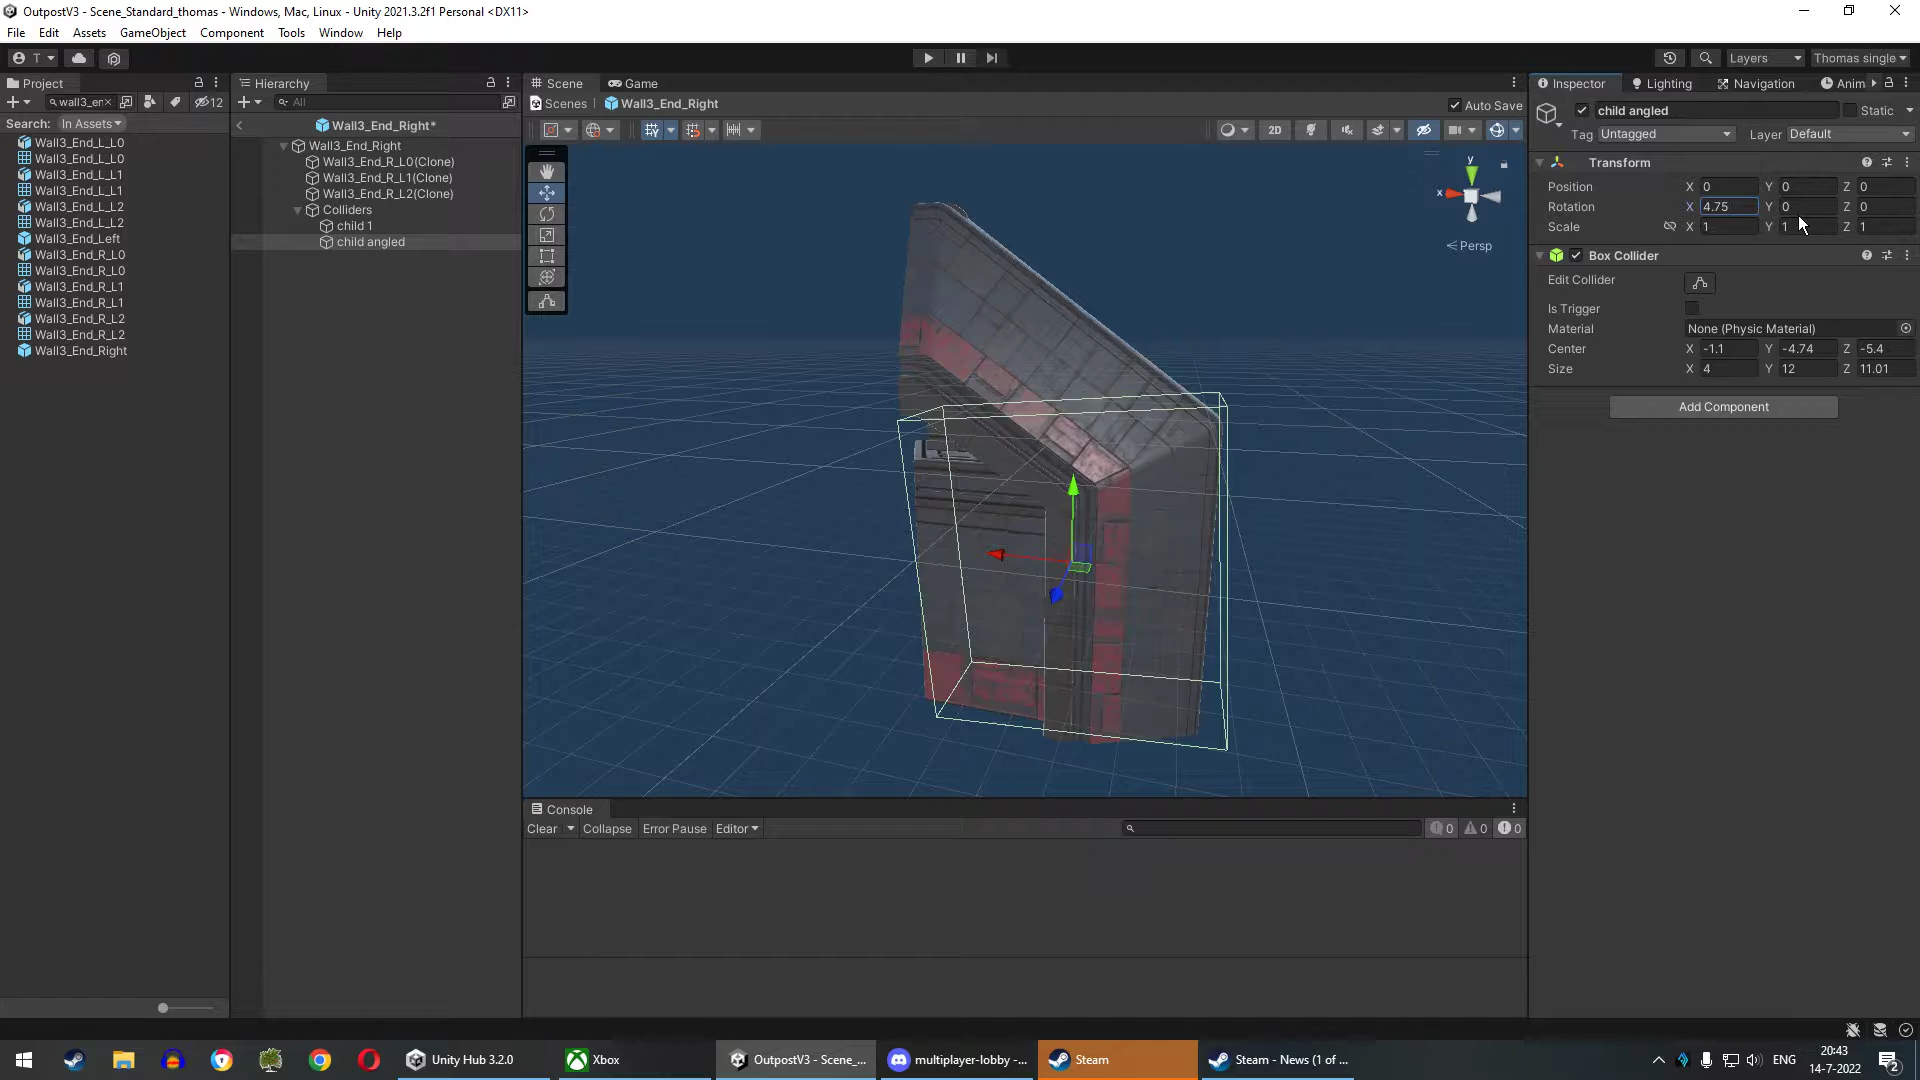 OutpostV3 - Scene_Standard_thomas - Windows, Mac, Linux - Unity 2021.3.2f1 Personal <DX11>
File Edit Assets GameObject Component Tools Window Help
T Layers Thomas single
Project
wall3_en 12
Search: In Assets
Wall3_End_L_L0
Wall3_End_L_L0
Wall3_End_L_L1
Wall3_End_L_L1
Wall3_End_L_L2
Wall3_End_L_L2
Wall3_End_Left
Wall3_End_R_L0
Wall3_End_R_L0
Wall3_End_R_L1
Wall3_End_R_L1
Wall3_End_R_L2
Wall3_End_R_L2
Wall3_End_Right
Hierarchy
All
Wall3_End_Right*
Wall3_End_Right
Wall3_End_R_L0(Clone)
Wall3_End_R_L1(Clone)
Wall3_End_R_L2(Clone)
Colliders
child 1
child angled
Scene Game
Scenes Wall3_End_Right Auto Save
2D
y
x
Persp
Console
Clear Collapse Error Pause Editor 0 0 0
Inspector Lighting Navigation Anim
child angled Static
Tag Untagged Layer Default
Transform
Position X 0 Y 0 Z 0
Rotation X 4.75 Y 0 Z 0
Scale X 1 Y 1 Z 1
Box Collider
Edit Collider
Is Trigger
Material None (Physic Material)
Center X -1.1 Y -4.74 Z -5.4
Size X 4 Y 12 Z 11.01
Add Component
Unity Hub 3.2.0 Xbox OutpostV3 - Scene_... multiplayer-lobby -... Steam Steam - News (1 of ... ENG 20:43
14-7-2022 2